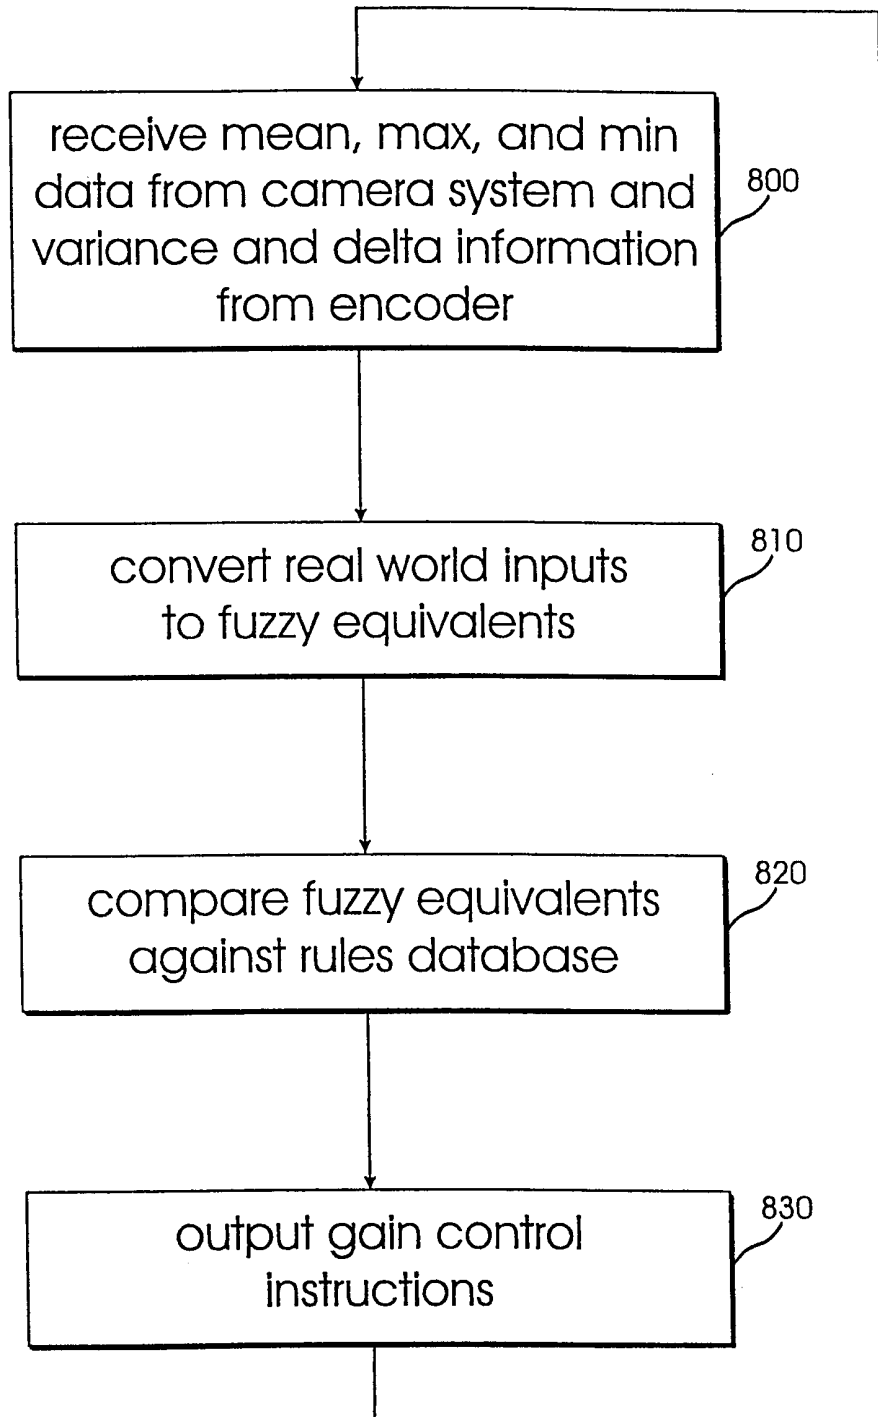 receive mean, max, and min
data from camera system and
variance and delta information
from encoder
800
convert real world inputs
to fuzzy equivalents
810
compare fuzzy equivalents
against rules database
820
output gain control
instructions
830